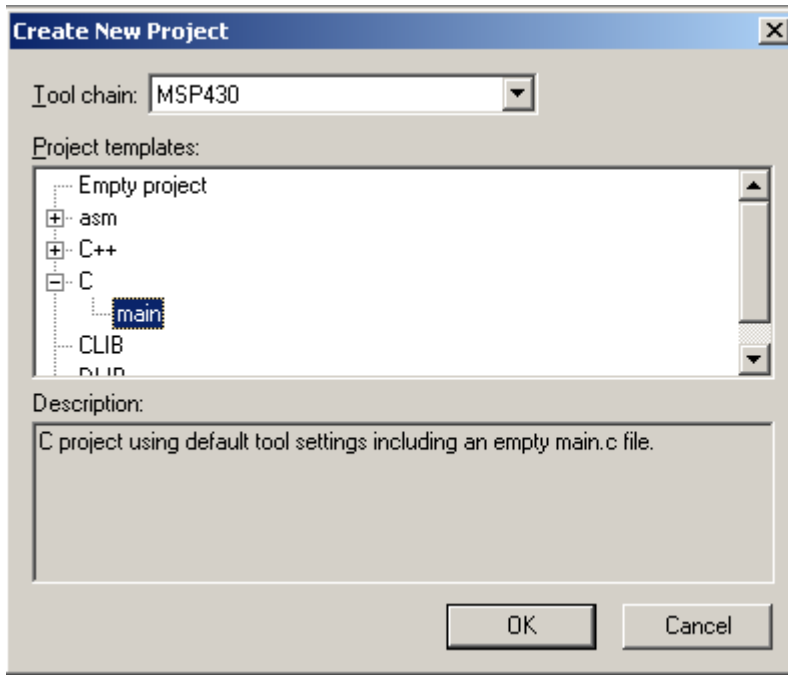 Create New Project
Tool chain: MSP430
Project templates:
Empty project
asm
C++
C
main
CLIB
Description:
C project using default tool settings including an empty main.c file.
OK Cancel